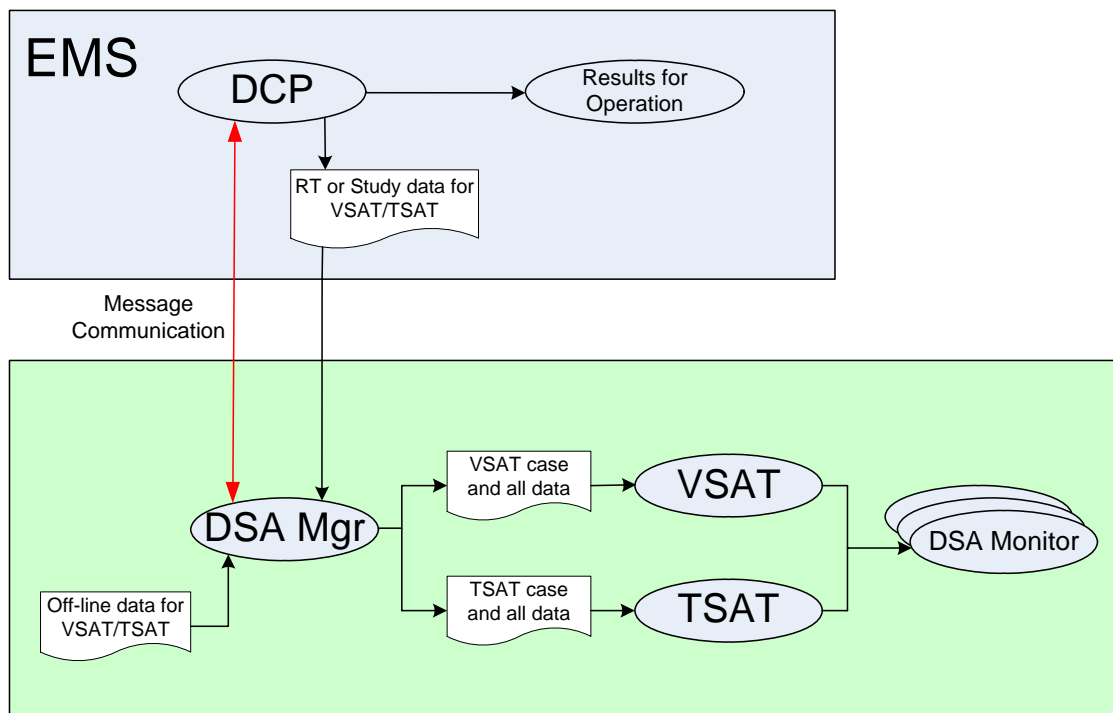 EMS
DCP
Results for
Operation
RT or Study data for
VSAT/TSAT
Message
Communication
VSAT case
and all data
VSAT
DSA Mgr
DSA Monitor
TSAT case
and all data
TSAT
Off-line data for
VSAT/TSAT